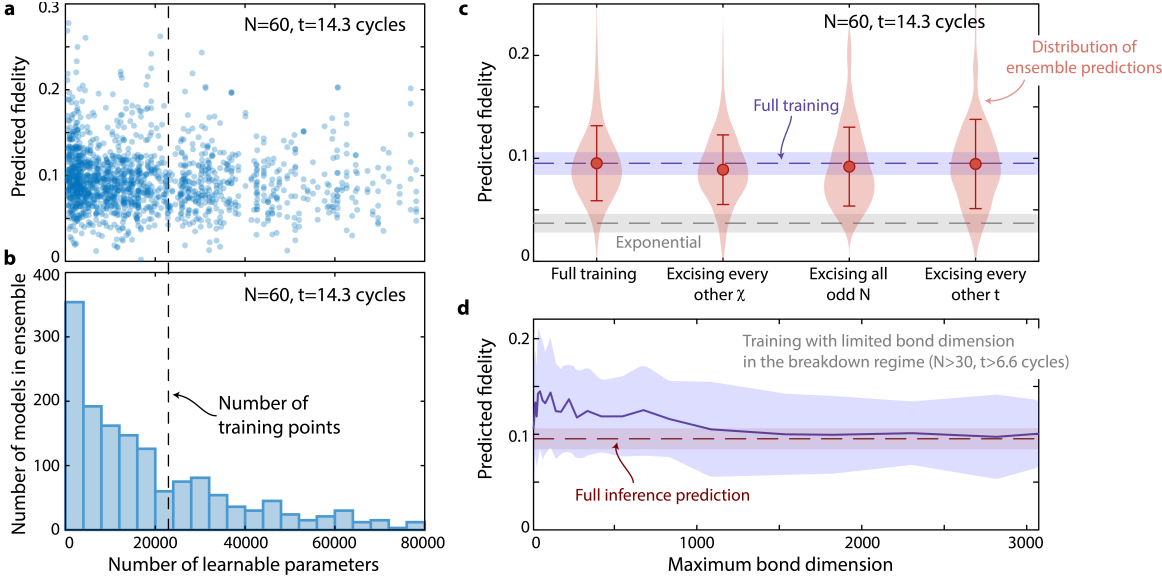 a
N=60, t=14.3 cycles
Predicted fidelity
0.3
0.2
0.1
0
b
N=60, t=14.3 cycles
Number of models in ensemble
400
300
200
100
0
Number of
training points
0
20000
40000
60000
80000
Number of learnable parameters
c
N=60, t=14.3 cycles
Predicted fidelity
0.2
0.1
0
Distribution of
ensemble predictions
Full training
Exponential
Full training
Excising every
other χ
Excising all
odd N
Excising every
other t
d
Predicted fidelity
0.2
0.1
0
Training with limited bond dimension
in the breakdown regime (N>30, t>6.6 cycles)
Full inference prediction
0
1000
2000
3000
Maximum bond dimension